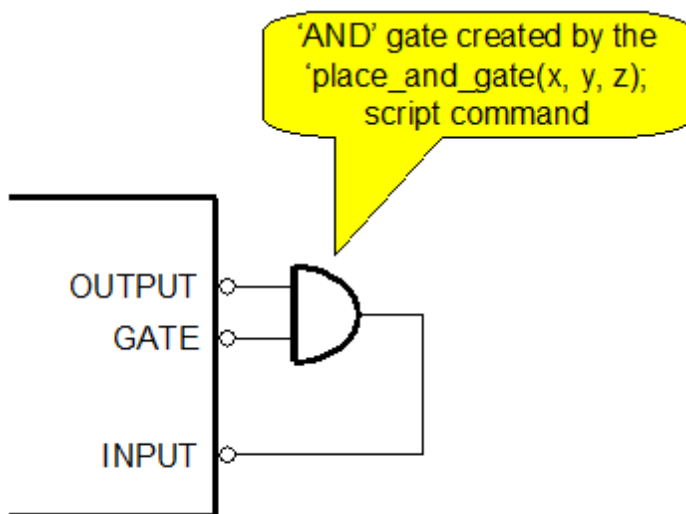 ‘AND’ gate created by the
‘place_and_gate(x, y, z);
script command
OUTPUT
GATE
INPUT